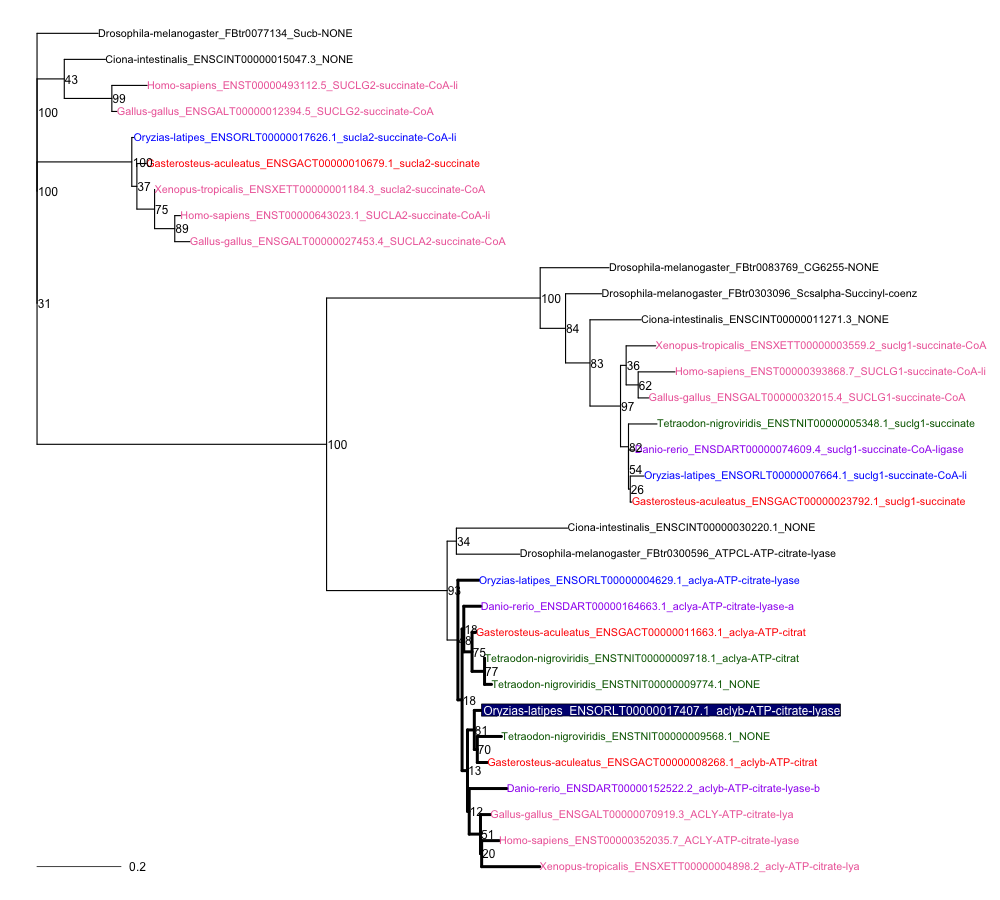 Drosophila-melanogaster_FBtr0077134_Sucb-NONE
Ciona-intestinalis_ENSCINT00000015047.3_NONE
43
Homo-sapiens_ENST00000493112.5_SUCLG2-succinate-CoA-li
99
Gallus-gallus_ENSGALT00000012394.5_SUCLG2-succinate-CoA
100
Oryzias-latipes_ENSORLT00000017626.1_sucla2-succinate-CoA-li
100
Gasterosteus-aculeatus_ENSGACT00000010679.1_sucla2-succinate
37
Xenopus-tropicalis_ENSXETT00000001184.3_sucla2-succinate-CoA
100
75
Homo-sapiens_ENST00000643023.1_SUCLA2-succinate-CoA-li
89
Gallus-gallus_ENSGALT00000027453.4_SUCLA2-succinate-CoA
Drosophila-melanogaster_FBtr0083769_CG6255-NONE
31
100
Drosophila-melanogaster_FBtr0303096_Scsalpha-Succinyl-coenz
84
Ciona-intestinalis_ENSCINT00000011271.3_NONE
83
Xenopus-tropicalis_ENSXETT00000003559.2_suclg1-succinate-CoA
36
Homo-sapiens_ENST00000393868.7_SUCLG1-succinate-CoA-li
62
Gallus-gallus_ENSGALT00000032015.4_SUCLG1-succinate-CoA
97
Tetraodon-nigroviridis_ENSTNIT00000005348.1_suclg1-succinate
100
82
Danio-rerio_ENSDART00000074609.4_suclg1-succinate-CoA-ligase
54
Oryzias-latipes_ENSORLT00000007664.1_suclg1-succinate-CoA-li
26
Gasterosteus-aculeatus_ENSGACT00000023792.1_suclg1-succinate
Ciona-intestinalis_ENSCINT00000030220.1_NONE
34
Drosophila-melanogaster_FBtr0300596_ATPCL-ATP-citrate-lyase
Oryzias-latipes_ENSORLT00000004629.1_aclya-ATP-citrate-lyase
93
Danio-rerio_ENSDART00000164663.1_aclya-ATP-citrate-lyase-a
18
Gasterosteus-aculeatus_ENSGACT00000011663.1_aclya-ATP-citrat
48
75
Tetraodon-nigroviridis_ENSTNIT00000009718.1_aclya-ATP-citrat
77
Tetraodon-nigroviridis_ENSTNIT00000009774.1_NONE
18
Oryzias-latipes_ENSORLT00000017407.1_aclyb-ATP-citrate-lyase
81
Tetraodon-nigroviridis_ENSTNIT00000009568.1_NONE
70
Gasterosteus-aculeatus_ENSGACT00000008268.1_aclyb-ATP-citrat
13
Danio-rerio_ENSDART00000152522.2_aclyb-ATP-citrate-lyase-b
12
Gallus-gallus_ENSGALT00000070919.3_ACLY-ATP-citrate-lya
51
Homo-sapiens_ENST00000352035.7_ACLY-ATP-citrate-lyase
20
Xenopus-tropicalis_ENSXETT00000004898.2_acly-ATP-citrate-lya
0.2